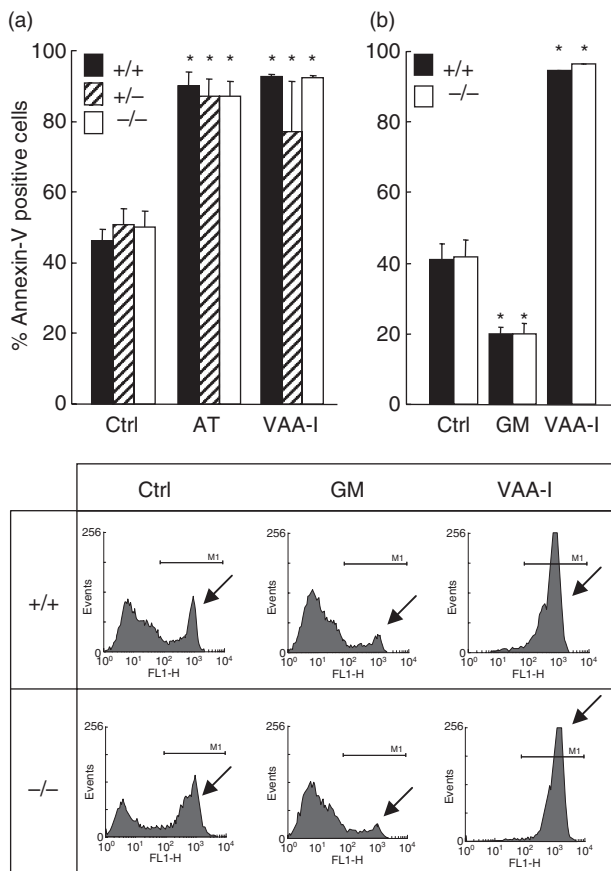 (a)
(b)
% Annexin-V positive cells
100
80
60
40
20
0
+/+
+/−
−/−
* * * * * *
Ctrl AT VAA-I
100
80
60
40
20
0
+/+
−/−
* *
* *
Ctrl GM VAA-I
Ctrl GM VAA-I
+/+
256
Events
0
M1
10⁰ 10¹ 10² 10³ 10⁴
FL1-H
256
Events
0
M1
10⁰ 10¹ 10² 10³ 10⁴
FL1-H
256
Events
0
M1
10⁰ 10¹ 10² 10³ 10⁴
FL1-H
−/−
256
Events
0
M1
10⁰ 10¹ 10² 10³ 10⁴
FL1-H
256
Events
0
M1
10⁰ 10¹ 10² 10³ 10⁴
FL1-H
256
Events
0
M1
10⁰ 10¹ 10² 10³ 10⁴
FL1-H